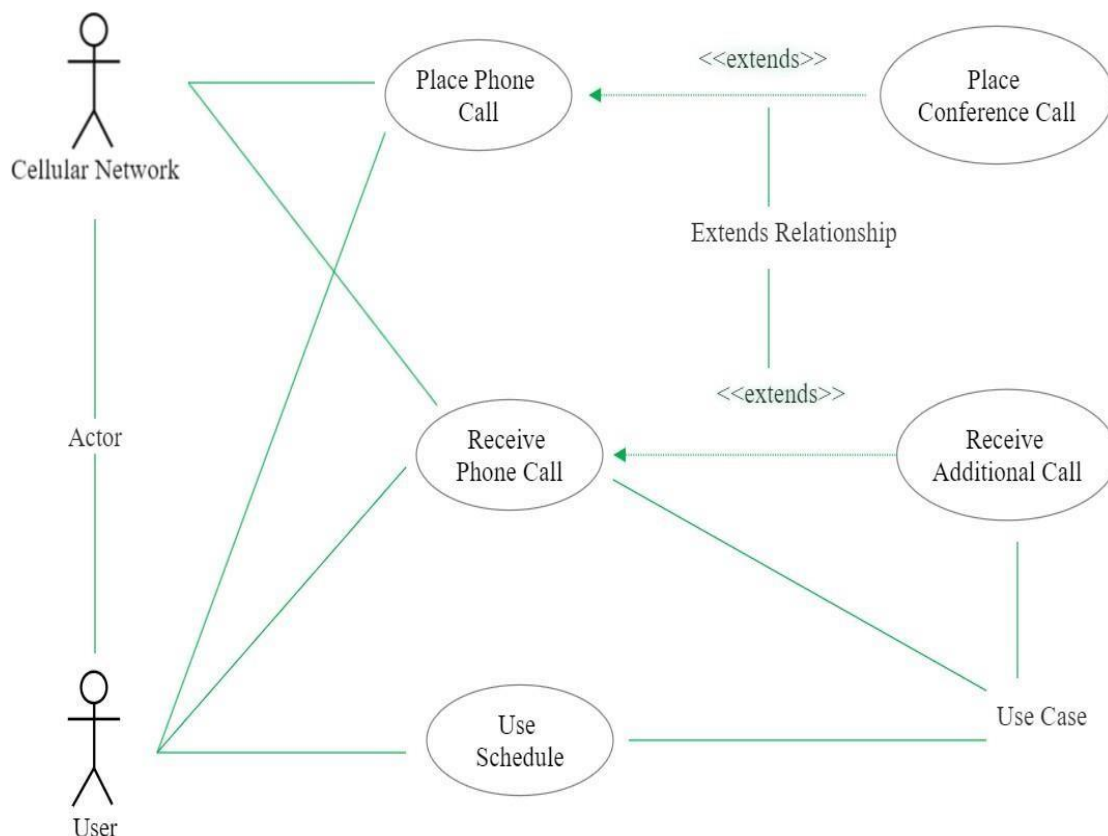 <<extends>>
Place Phone
Call
Place
Conference Call
Cellular Network
Extends Relationship
<<extends>>
Actor
Receive
Phone Call
Receive
Additional Call
Use
Schedule
Use Case
User